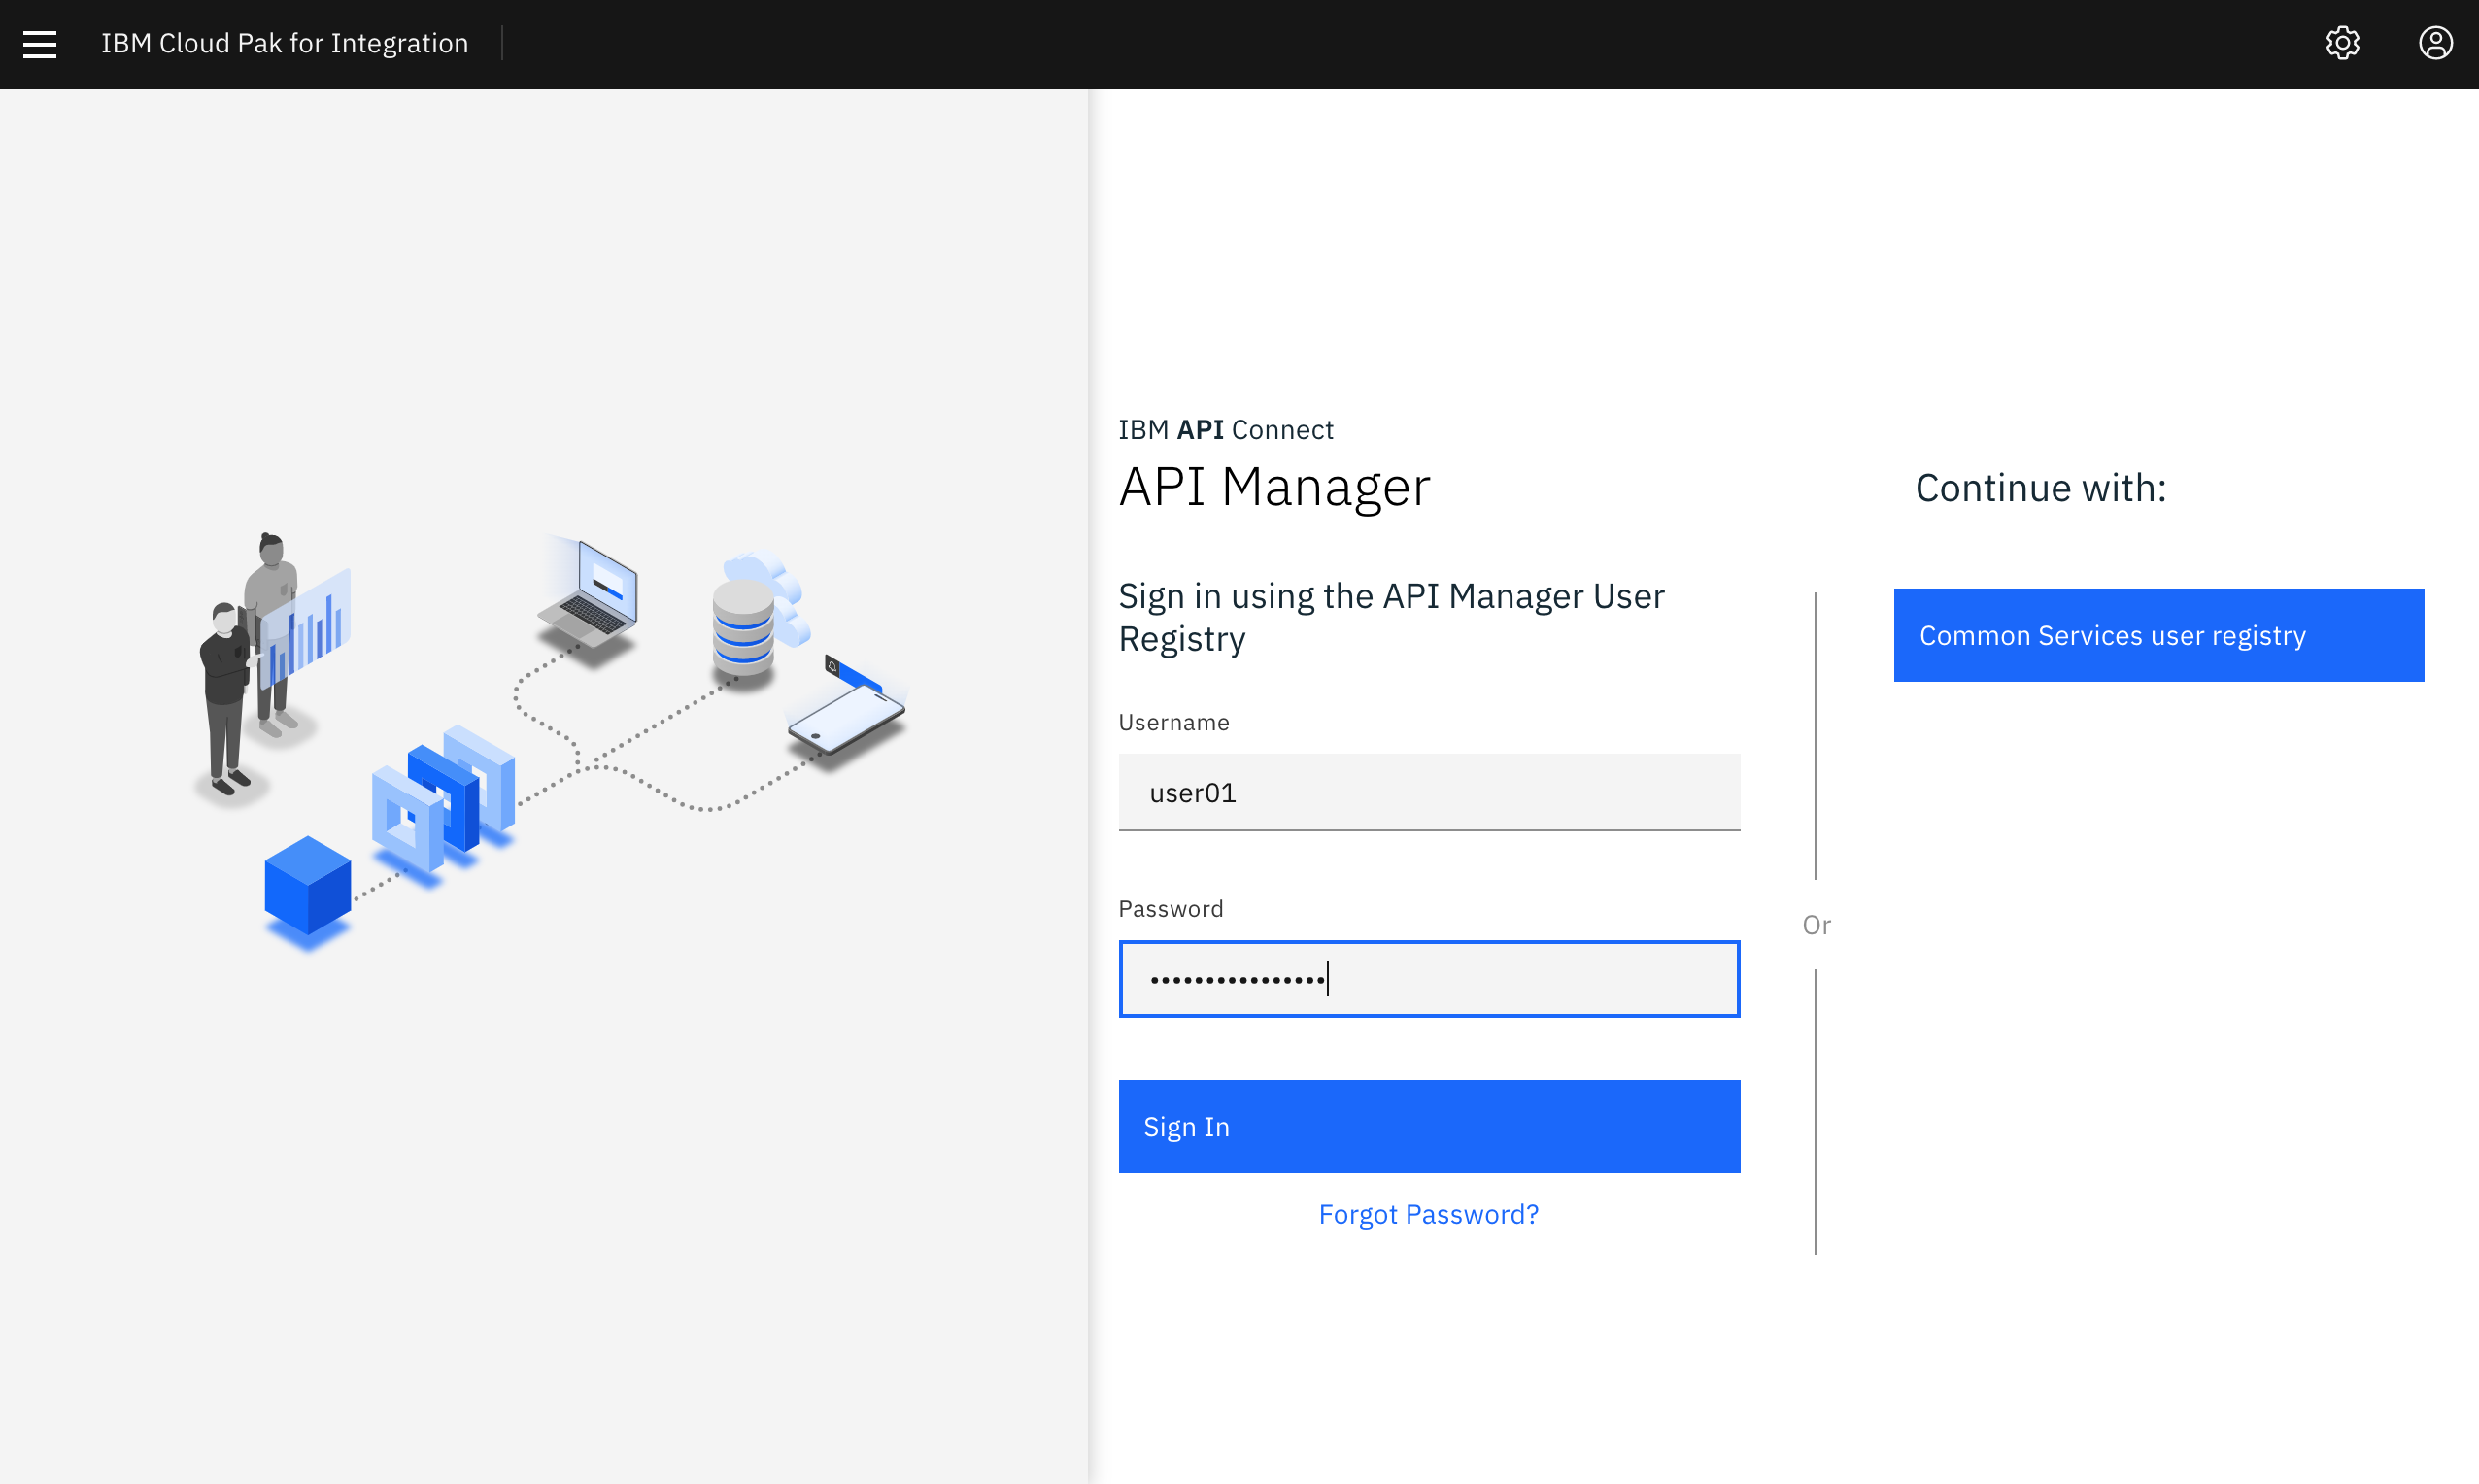 IBM Cloud Pak for Integration
IBM API Connect
API Manager
Sign in using the API Manager User
Registry
Username
user01
Password
••••••••••••••••
Sign In
Forgot Password?
Or
Continue with:
Common Services user registry